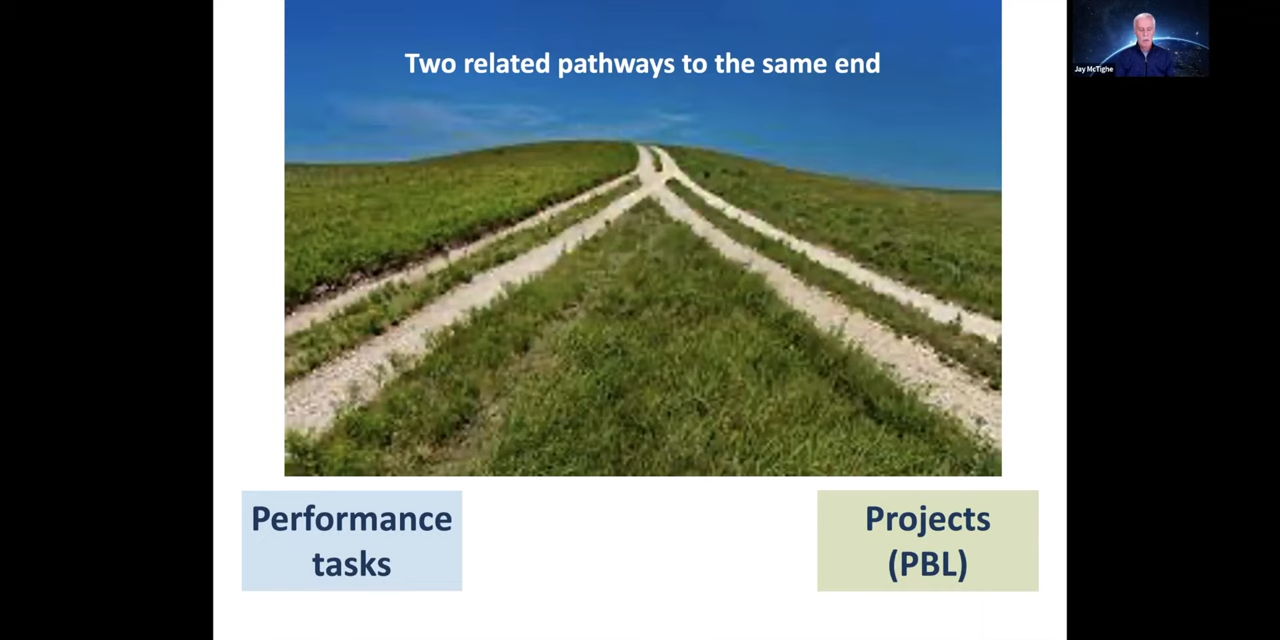 Two related pathways to the same end
Jay McTighe
Performance
tasks
Projects
(PBL)